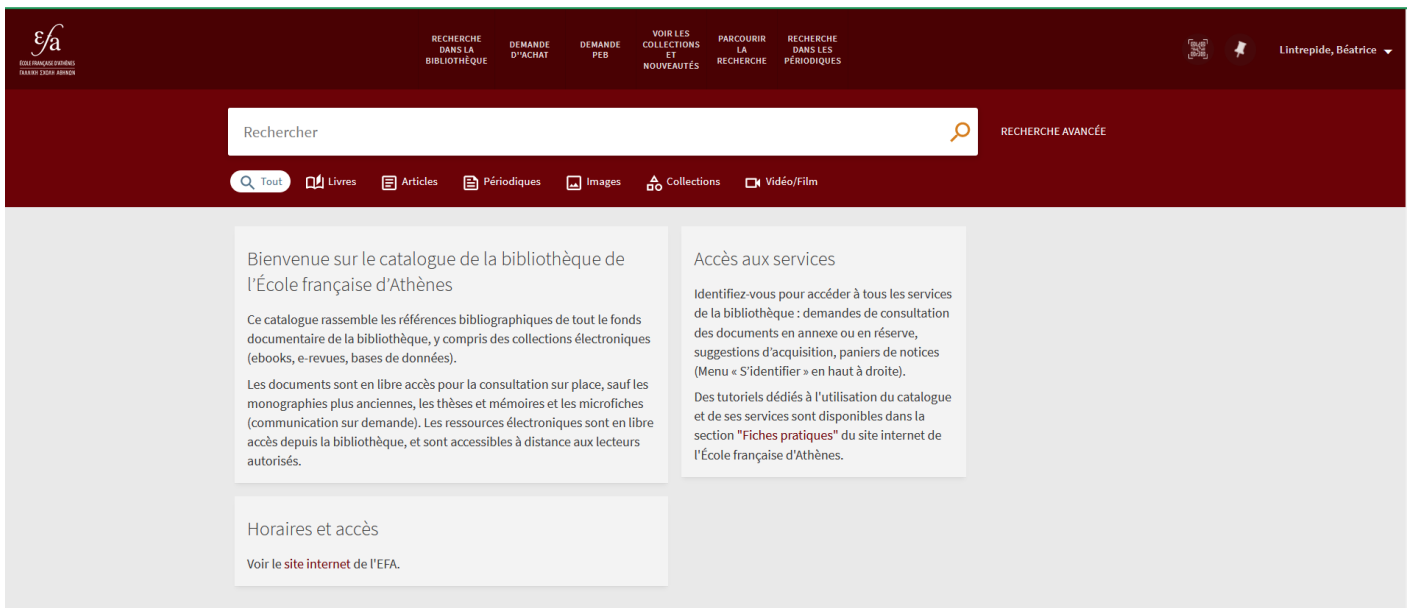 εfa
ÉCOLE FRANÇAISE D'ATHÈNES
ΓΑΛΛΙΚΗ ΣΧΟΛΗ ΑΘΗΝΩΝ
RECHERCHE
DANS LA
BIBLIOTHÈQUE
DEMANDE
D''ACHAT
DEMANDE
PEB
VOIR LES
COLLECTIONS
ET
NOUVEAUTÉS
PARCOURIR
LA
RECHERCHE
RECHERCHE
DANS LES
PÉRIODIQUES
Lintrepide, Béatrice
Rechercher
RECHERCHE AVANCÉE
Tout
Livres
Articles
Périodiques
Images
Collections
Vidéo/Film
Bienvenue sur le catalogue de la bibliothèque de
l'École française d'Athènes
Ce catalogue rassemble les références bibliographiques de tout le fonds
documentaire de la bibliothèque, y compris des collections électroniques
(ebooks, e-revues, bases de données).
Les documents sont en libre accès pour la consultation sur place, sauf les
monographies plus anciennes, les thèses et mémoires et les microfiches
(communication sur demande). Les ressources électroniques sont en libre
accès depuis la bibliothèque, et sont accessibles à distance aux lecteurs
autorisés.
Accès aux services
Identifiez-vous pour accéder à tous les services
de la bibliothèque : demandes de consultation
des documents en annexe ou en réserve,
suggestions d'acquisition, paniers de notices
(Menu « S'identifier » en haut à droite).
Des tutoriels dédiés à l'utilisation du catalogue
et de ses services sont disponibles dans la
section "Fiches pratiques" du site internet de
l'École française d'Athènes.
Horaires et accès
Voir le site internet de l'EFA.